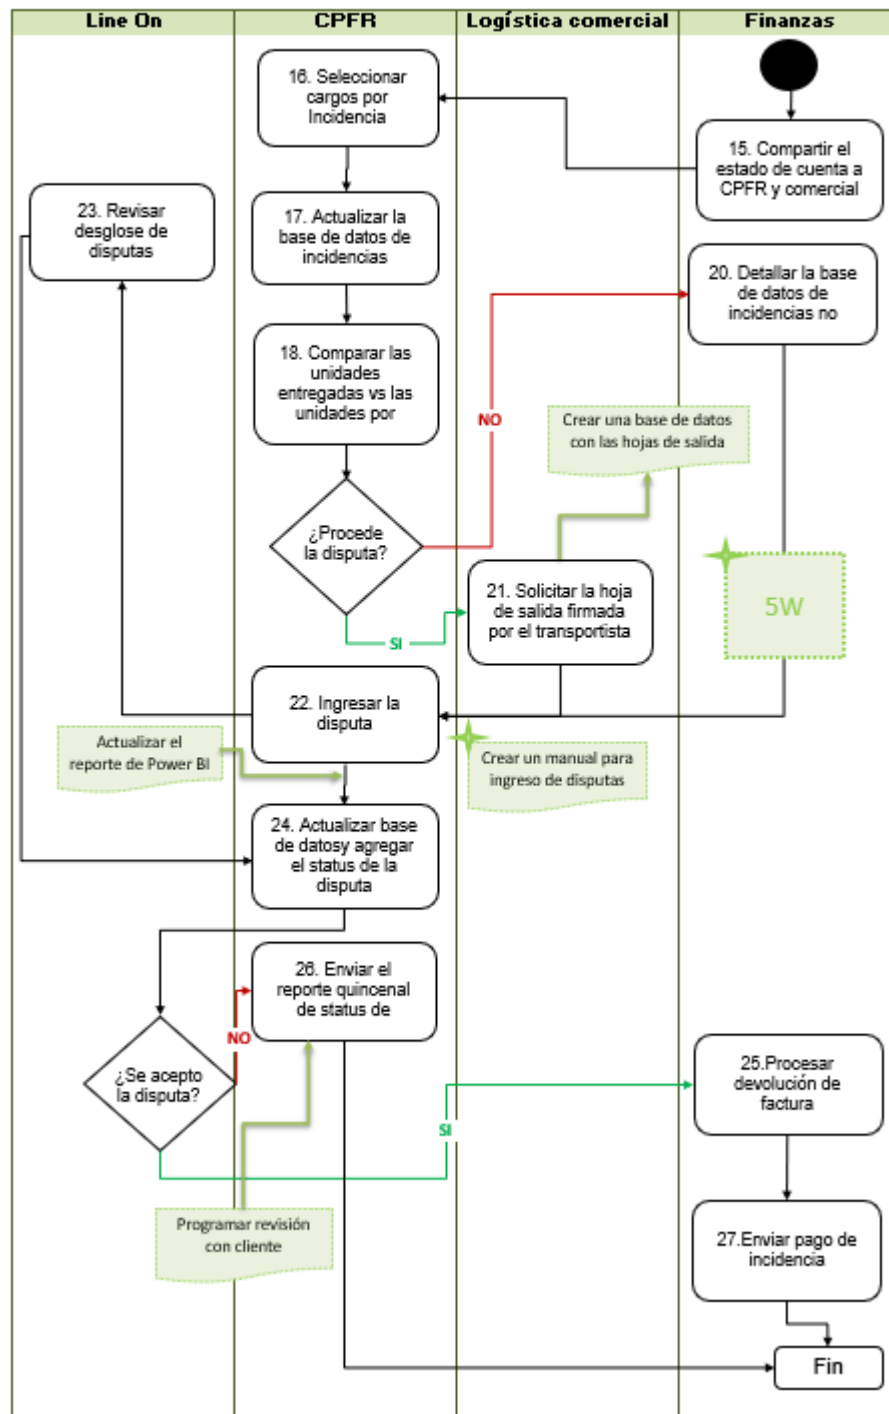 Line On
CPFR
Logística comercial
Finanzas
16. Seleccionar
cargos por
Incidencia
15. Compartir el
estado de cuenta a
CPFR y comercial
23. Revisar
desglose de
disputas
17. Actualizar la
base de datos de
incidencias
20. Detallar la base
de datos de
incidencias no
18. Comparar las
unidades
entregadas vs las
unidades por
NO
Crear una base de datos
con las hojas de salida
¿Procede
la disputa?
21. Solicitar la hoja
de salida firmada
por el transportista
5W
SI
22. Ingresar la
disputa
Actualizar el
reporte de Power BI
Crear un manual para
ingreso de disputas
24. Actualizar base
de datosy agregar
el status de la
disputa
26. Enviar el
reporte quincenal
de status de
NO
¿Se acepto
la disputa?
25.Procesar
devolución de
factura
SI
Programar revisión
con cliente
27.Enviar pago de
incidencia
Fin